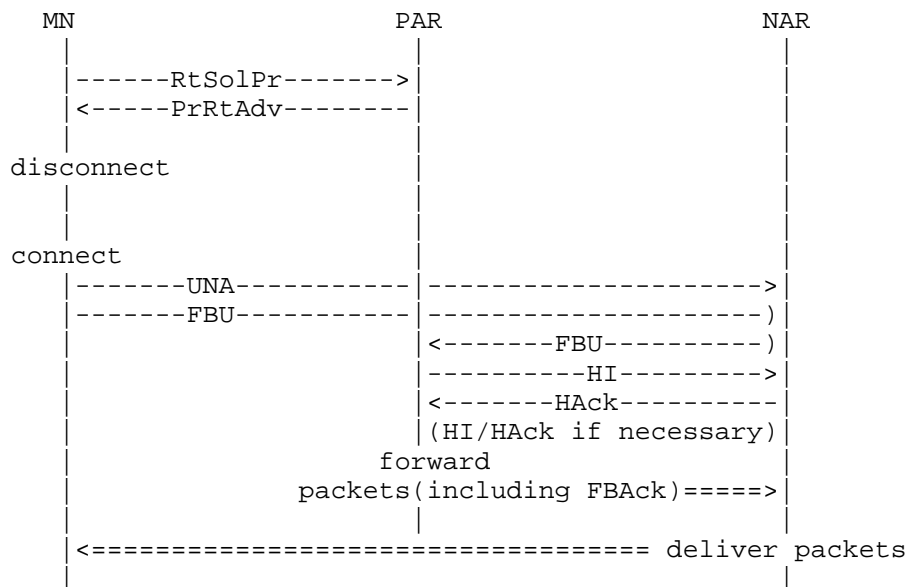 MN PAR NAR
| | |
|------RtSolPr------->| |
|<-----PrRtAdv--------| |
| | |
disconnect | |
| | |
| | |
connect | |
|-------UNA-----------|--------------------->|
|-------FBU-----------|---------------------)|
| |<-------FBU----------)|
| |----------HI--------->|
| |<-------HAck----------|
| |(HI/HAck if necessary)|
| forward |
| packets(including FBAck)=====>|
| | |
|<=================================== deliver packets
| |